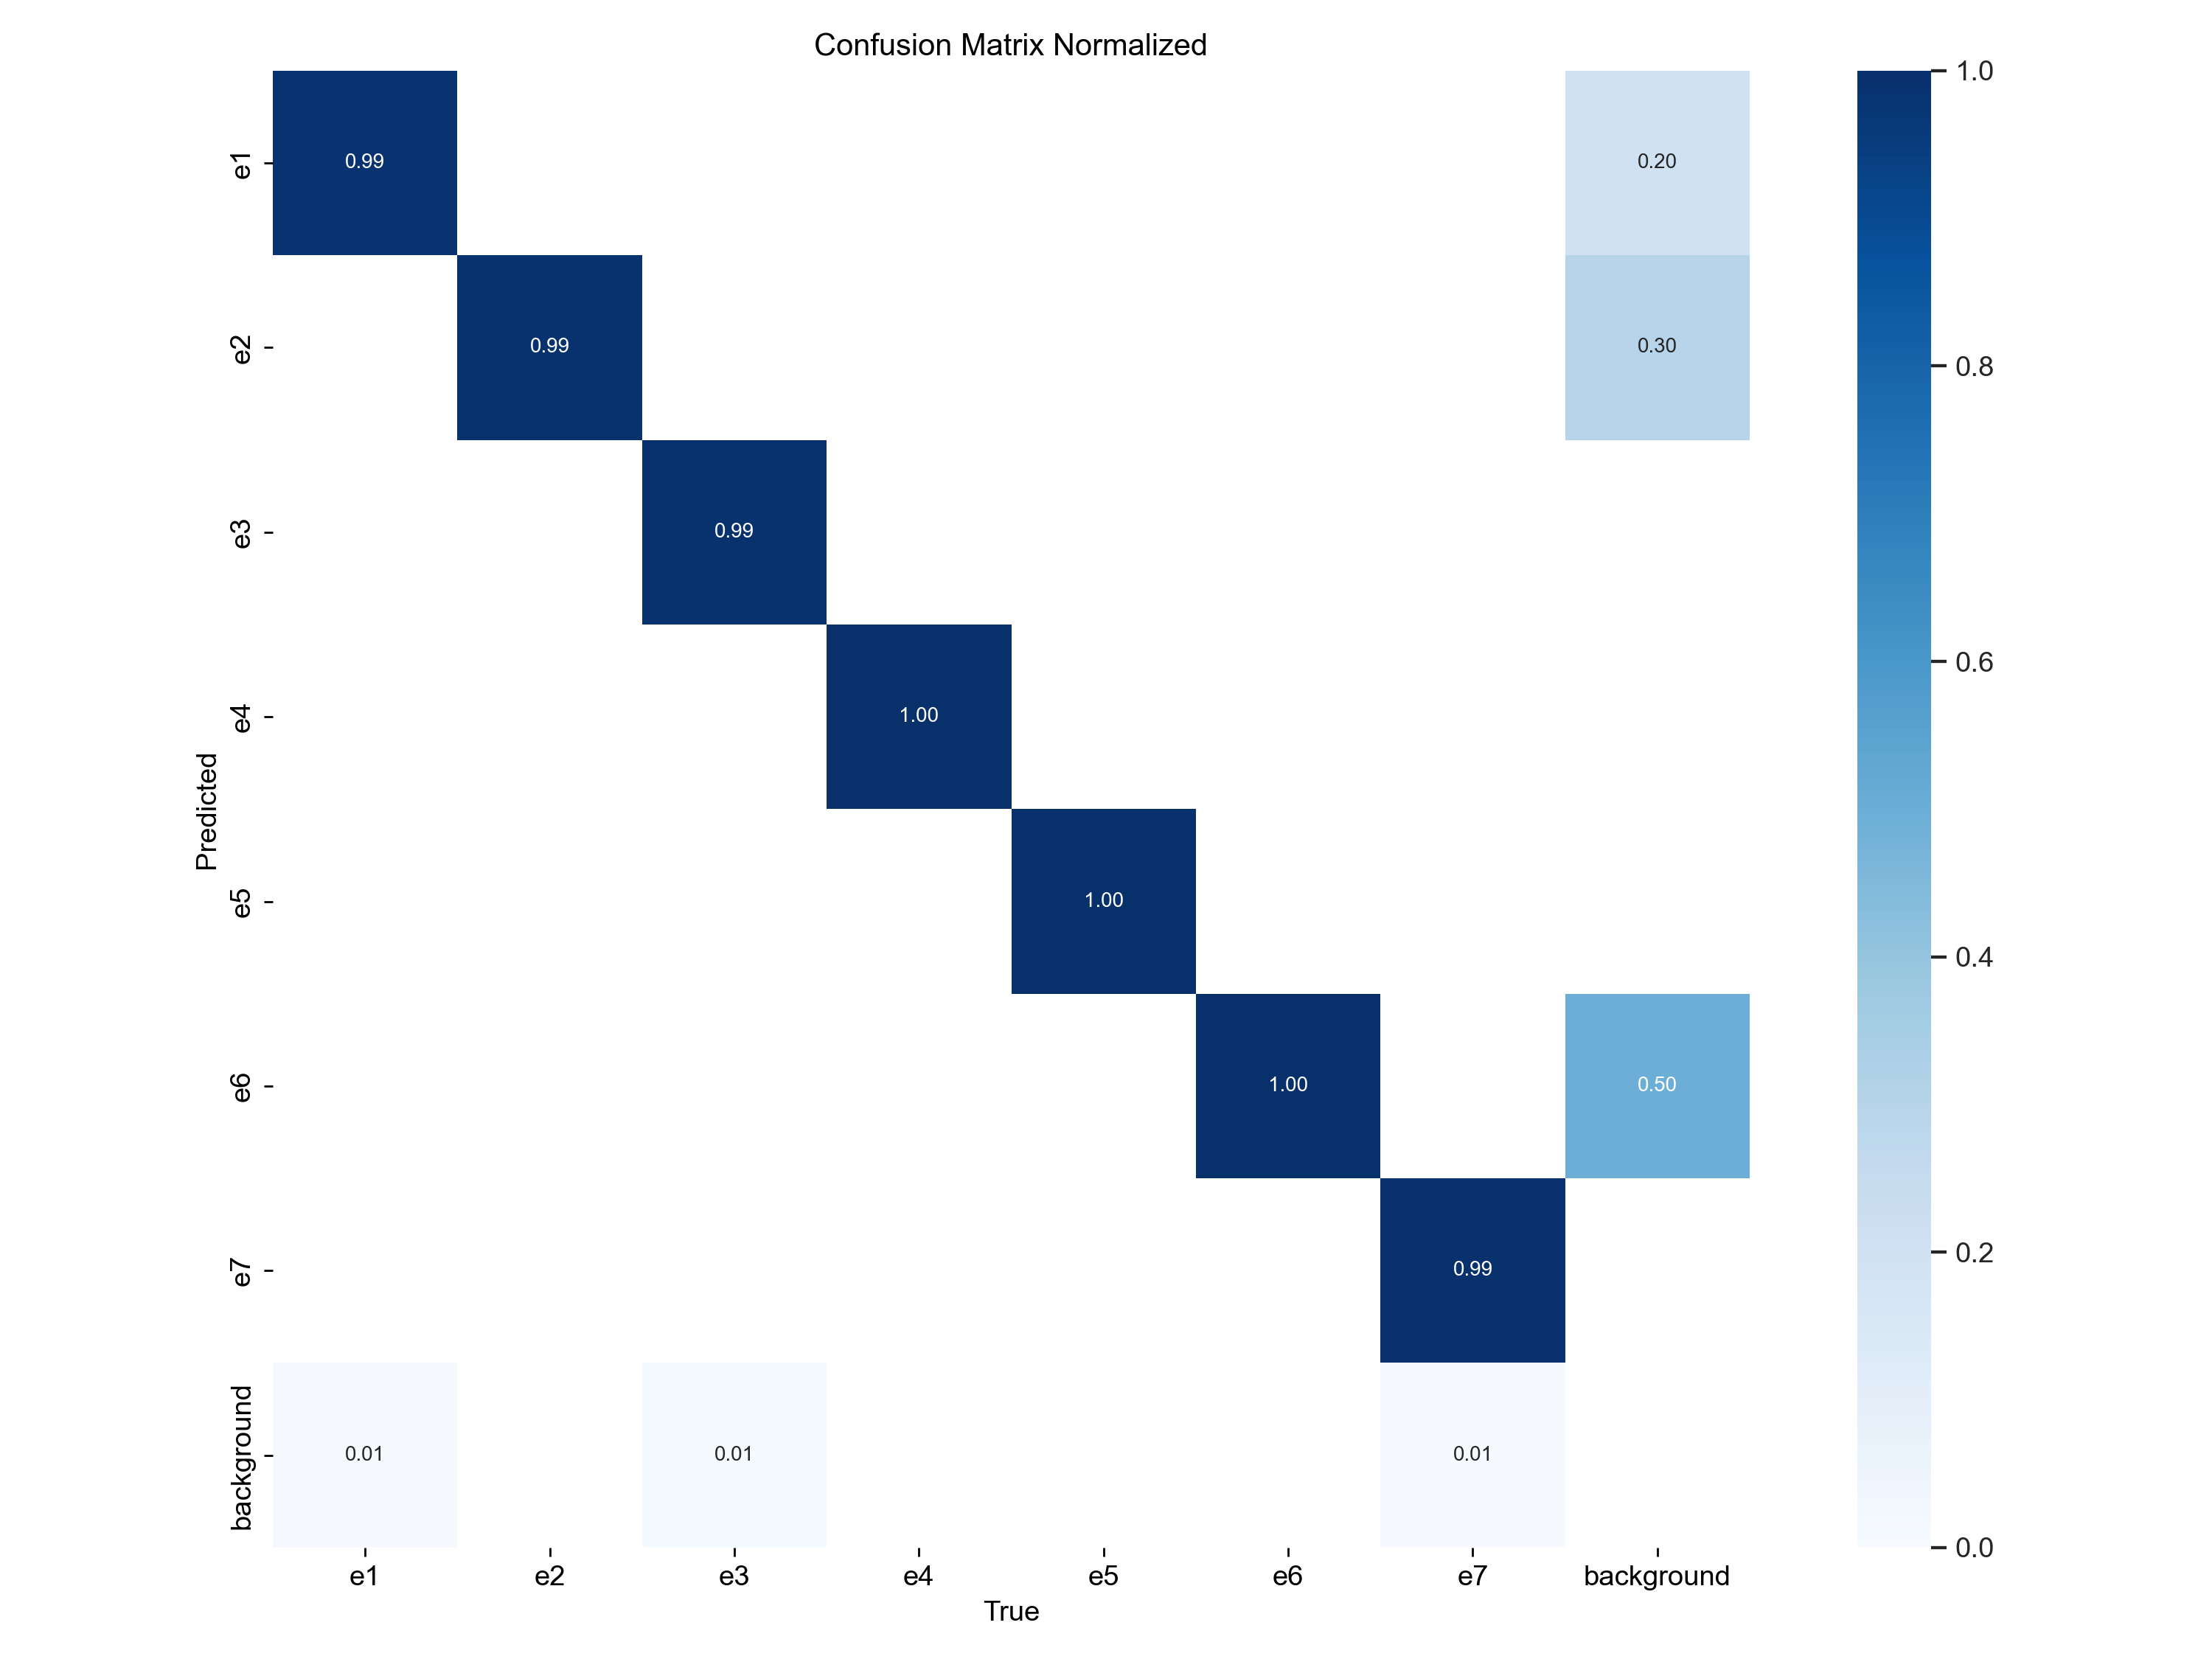 Confusion Matrix Normalized
e1
0.99
0.20
e2
0.99
0.30
e3
0.99
e4
1.00
e5
1.00
e6
1.00
0.50
e7
0.99
background
0.01
0.01
0.01
e1
e2
e3
e4
e5
e6
e7
background
True
Predicted
1.0
0.8
0.6
0.4
0.2
0.0